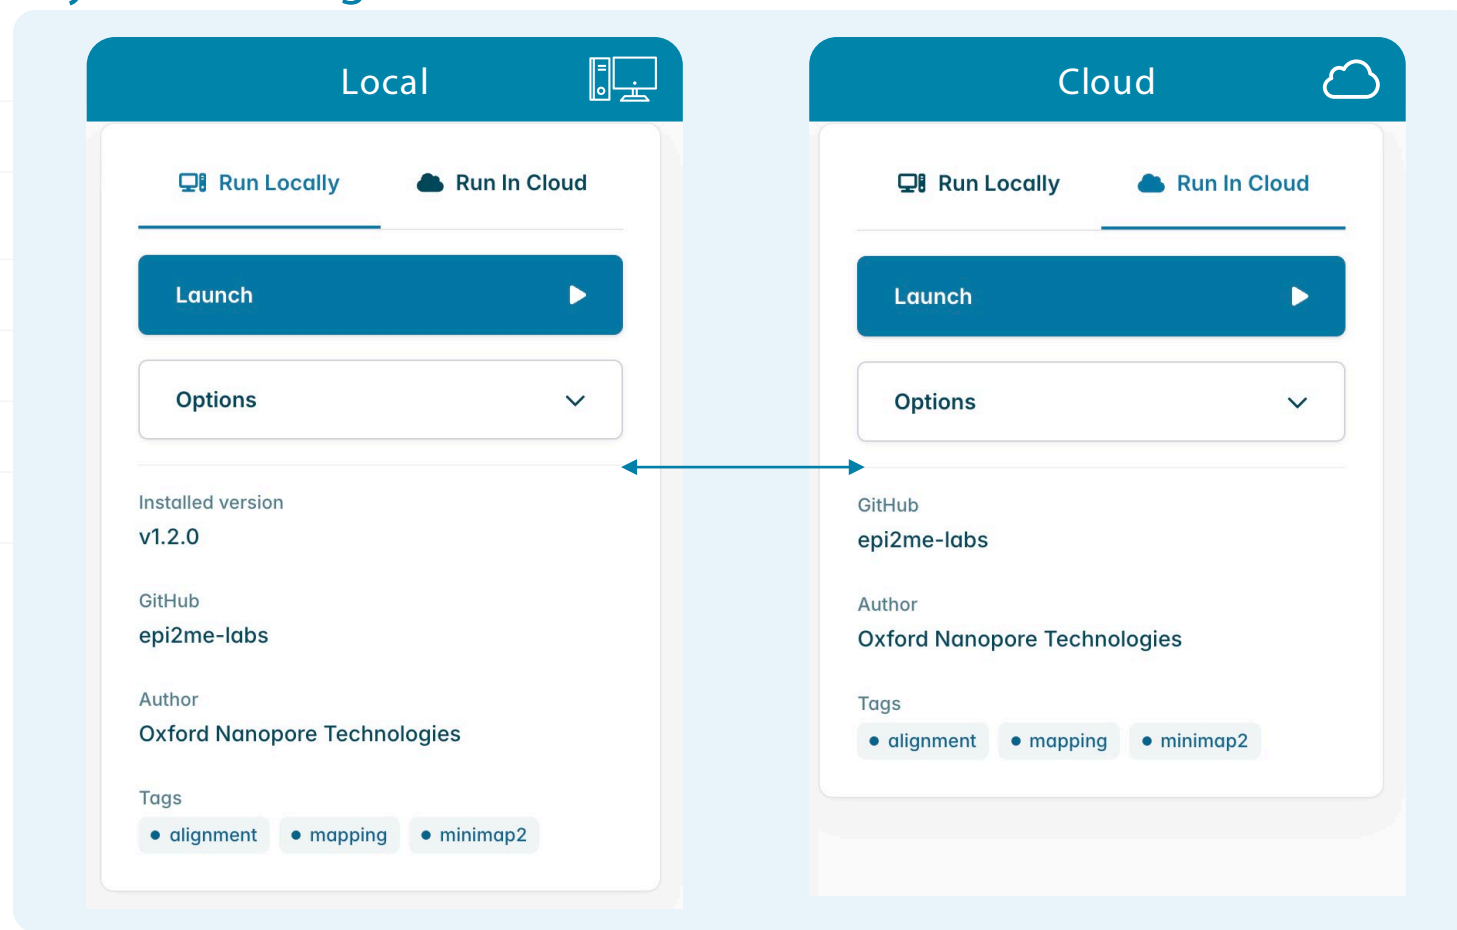 Local
Run Locally Run In Cloud
Launch
Options
Installed version
v1.2.0
GitHub
epi2me-labs
Author
Oxford Nanopore Technologies
Tags
alignment mapping minimap2
Cloud
Run Locally Run In Cloud
Launch
Options
GitHub
epi2me-labs
Author
Oxford Nanopore Technologies
Tags
alignment mapping minimap2